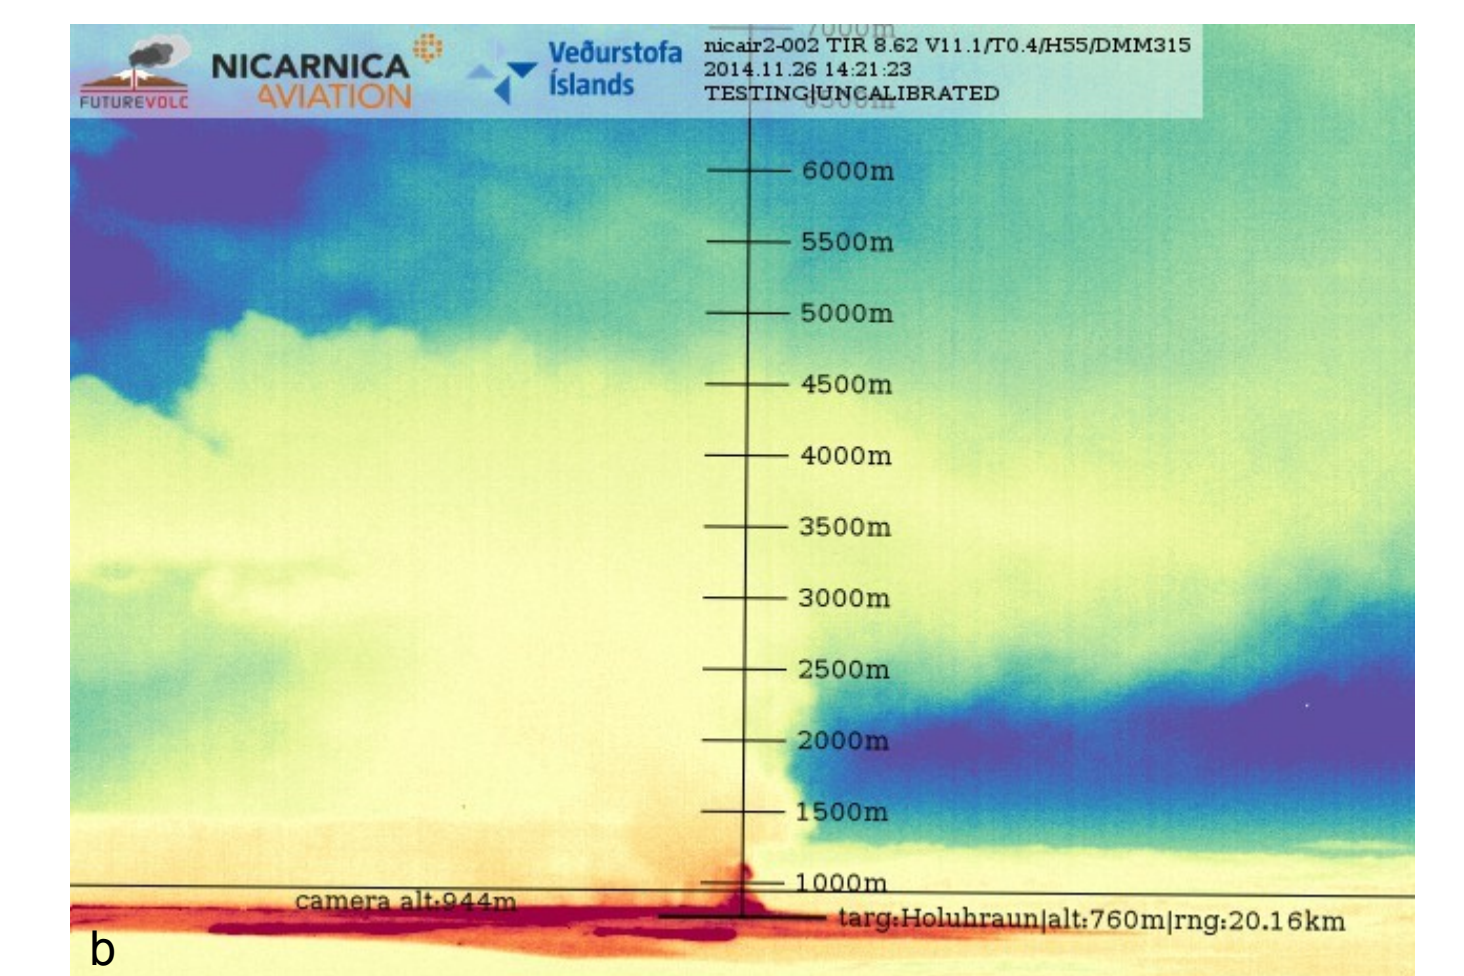 FUTUREVOLC
NICARNICA
AVIATION
Veðurstofa
Íslands
7000m
nicair2-002 TIR 8.62 V11.1/T0.4/H55/DMM315
2014.11.26 14:21:23
TESTING|UNCALIBRATED
6500m
6000m
5500m
5000m
4500m
4000m
3500m
3000m
2500m
2000m
1500m
1000m
camera alt:944m
targ:Holuhraun|alt:760m|rng:20.16km
b